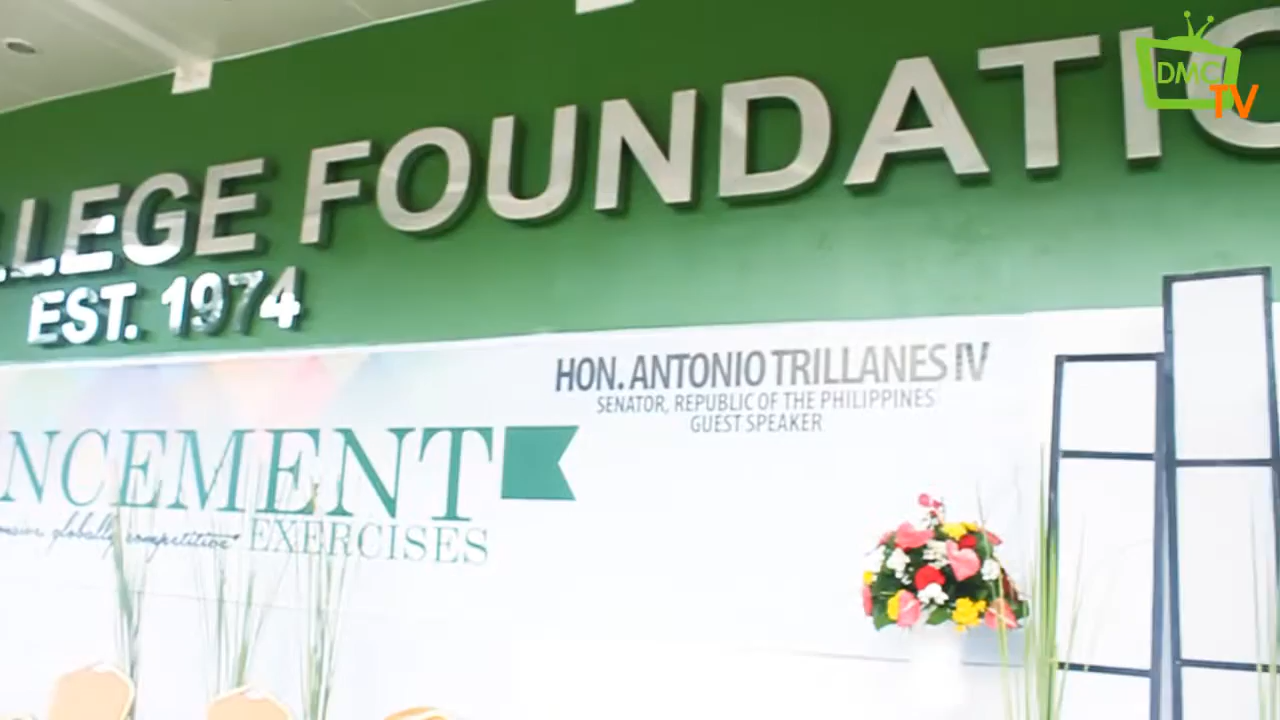 LLEGE FOUNDATIO
EST. 1974
DMC
TV
HON. ANTONIO TRILLANES IV
SENATOR, REPUBLIC OF THE PHILIPPINES
GUEST SPEAKER
NCEMENT
globally competitive EXERCISES